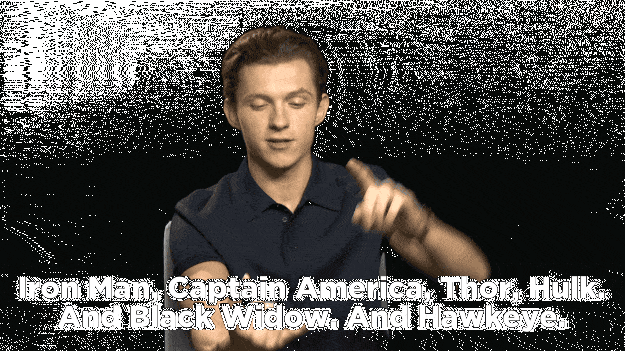 Iron Man, Captain America, Thor, Hulk.
And Black Widow. And Hawkeye.